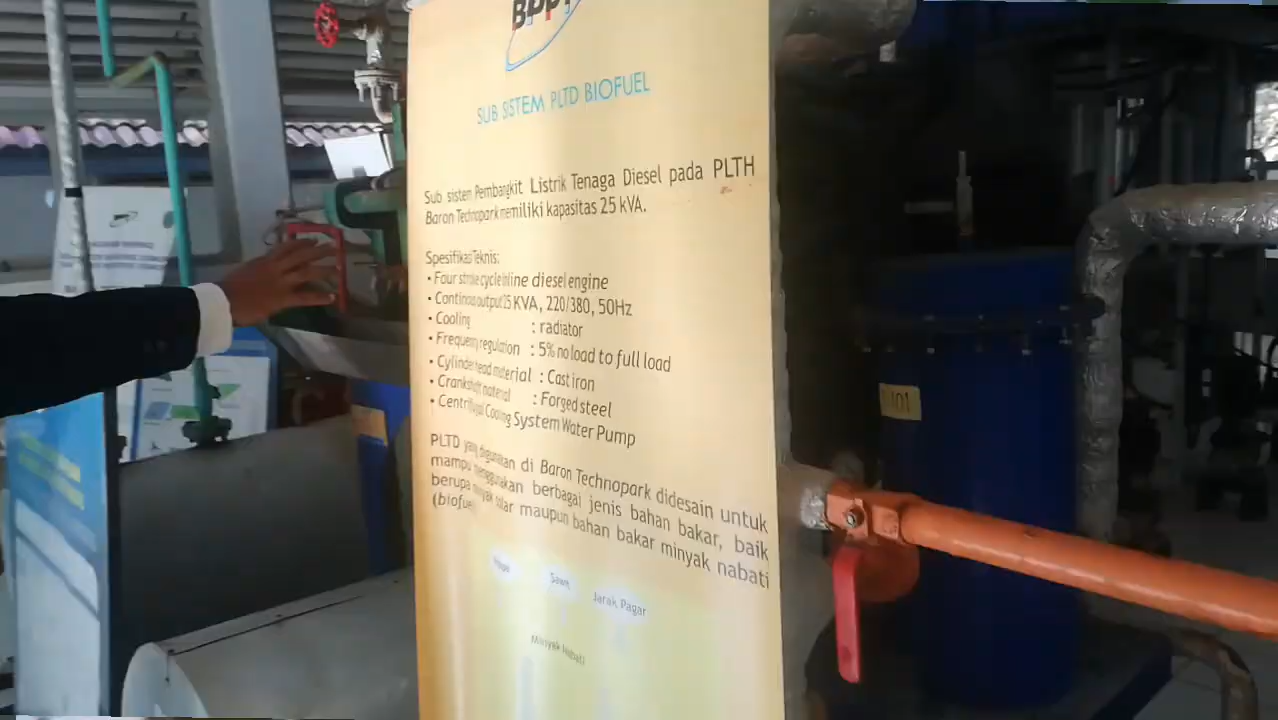 BPPT
SUB SISTEM PLTD BIOFUEL
Sub sistem Pembangkit Listrik Tenaga Diesel pada PLTH
Baron Technopark memiliki kapasitas 25 kVA.
Spesifikasi Teknis:
• Four stroke cycle inline diesel engine
• Continous output 25 KVA, 220/380, 50Hz
• Cooling : radiator
• Frequency regulation : 5% no load to full load
• Cylinder head material : Cast iron
• Crankshaft material : Forged steel
• Centrifugal Cooling System Water Pump
PLTD yang digunakan di Baron Technopark didesain untuk
mampu menggunakan berbagai jenis bahan bakar, baik
berupa minyak solar maupun bahan bakar minyak nabati
(biofuel
Sawit
Jarak Pagar
Minyak Nabati